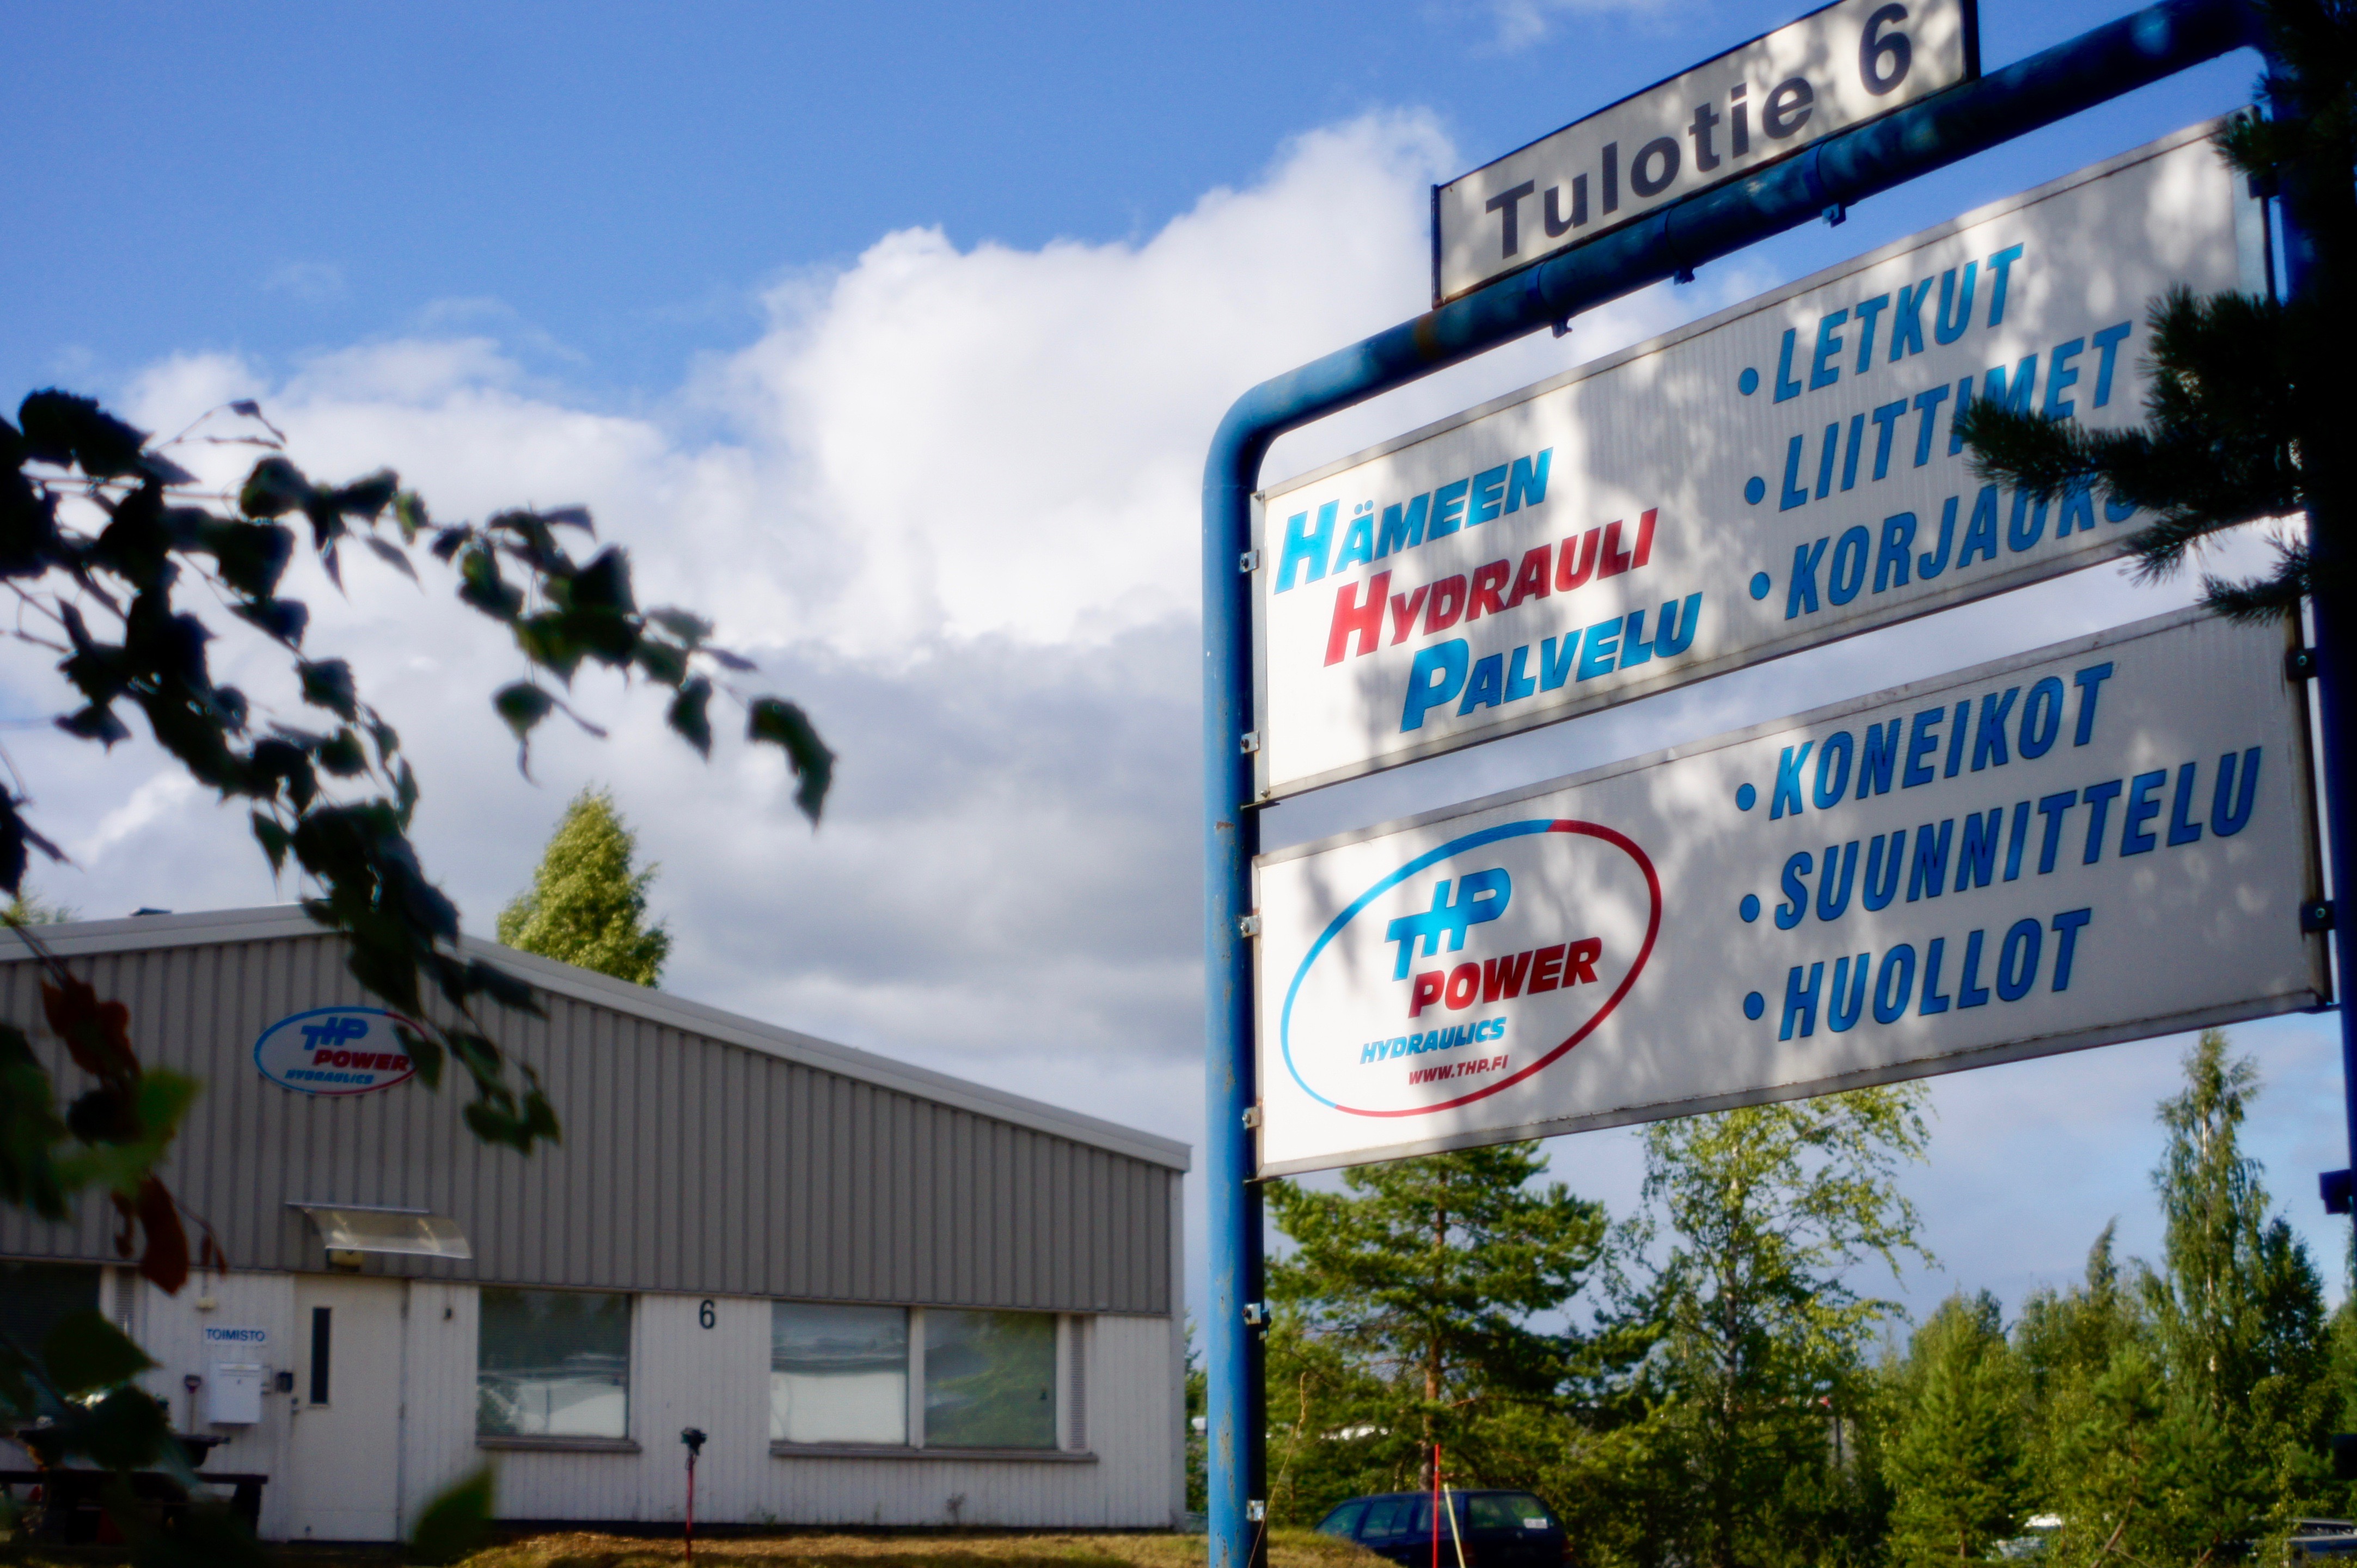 Tulotie 6
HÄMEEN
HYDRAULI
PALVELU
• LETKUT
• LIITTIMET
•
THP
POWER
HYDRAULICS
WWW.THP.FI
• KONEIKOT
• SUUNNITTELU
• HUOLLOT
THP
POWER
HYDRAULICS
TOIMISTO
6